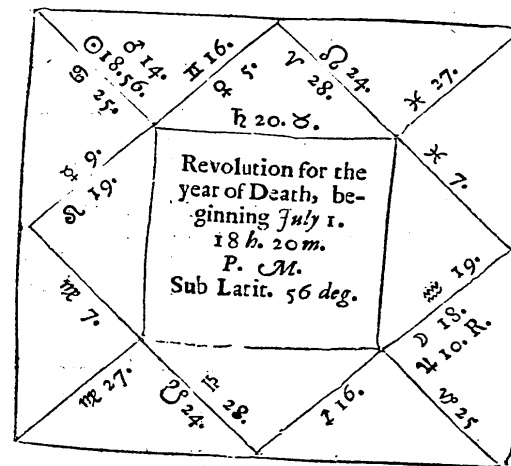 ♂ 14.
☉ 18. 56.
♋ 25.
♊ 16.
♀ 5.
♈ 28.
☊ 24.
♓ 27.
♄ 20. ♉.
☿ 9.
♌ 19.
♓ 7.
Revolution for the
year of Death, be-
ginning July 1.
18 h. 20 m.
P. M.
Sub Latit. 56 deg.
♍ 7.
♒ 19.
☽ 18.
♃ 10. R.
♍ 27.
☋ 24.
♎ 28.
♐ 16.
♑ 25